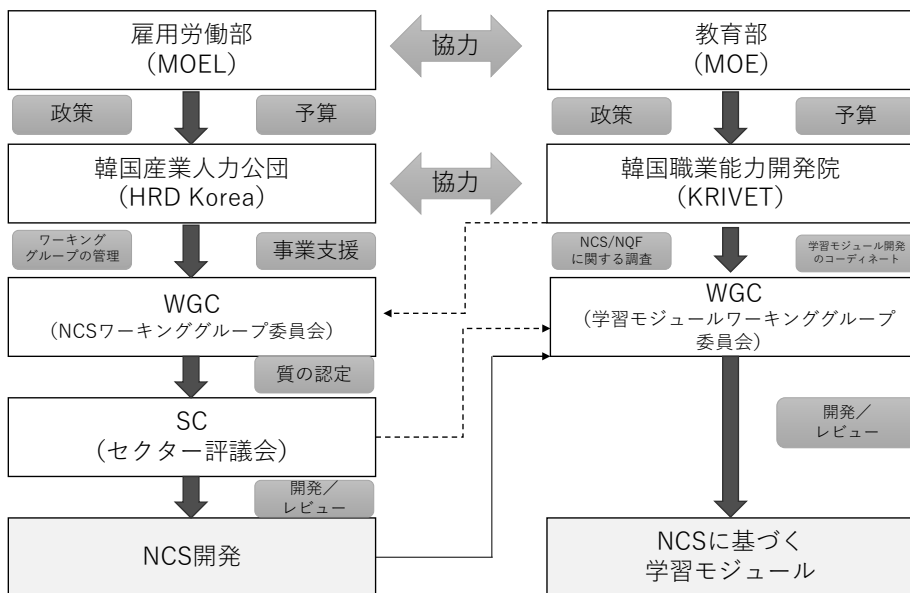 雇用労働部
(MOEL)
協力
教育部
(MOE)
政策
予算
政策
予算
韓国産業人力公団
(HRD Korea)
協力
韓国職業能力開発院
(KRIVET)
ワーキング
グループの管理
事業支援
NCS/NQF
に関する調査
学習モジュール開発
のコーディネート
WGC
(NCSワーキンググループ委員会)
WGC
(学習モジュールワーキンググループ
委員会)
質の認定
SC
(セクター評議会)
開発/
レビュー
開発/
レビュー
NCS開発
NCSに基づく
学習モジュール